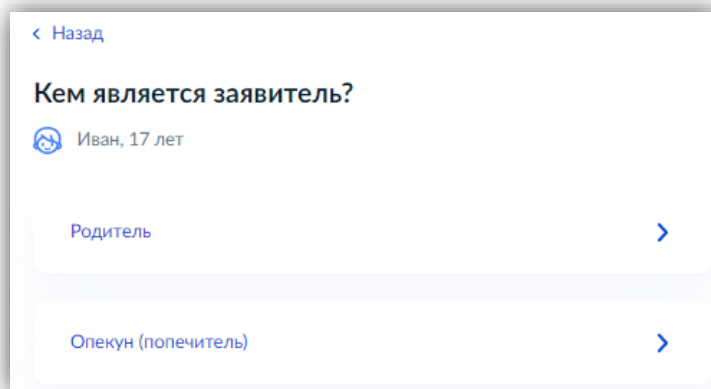 Назад
Кем является заявитель?
Иван, 17 лет
Родитель
Опекун (попечитель)